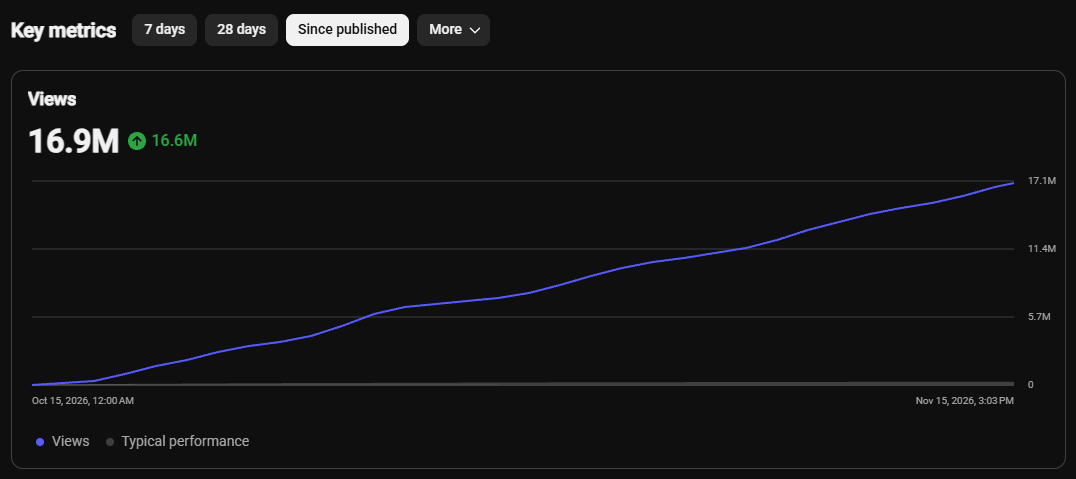 Key metrics 7 days 28 days Since published More
Views
16.9M 16.6M
17.1M
11.4M
5.7M
0
Oct 15, 2026, 12:00 AM Nov 15, 2026, 3:03 PM
Views Typical performance